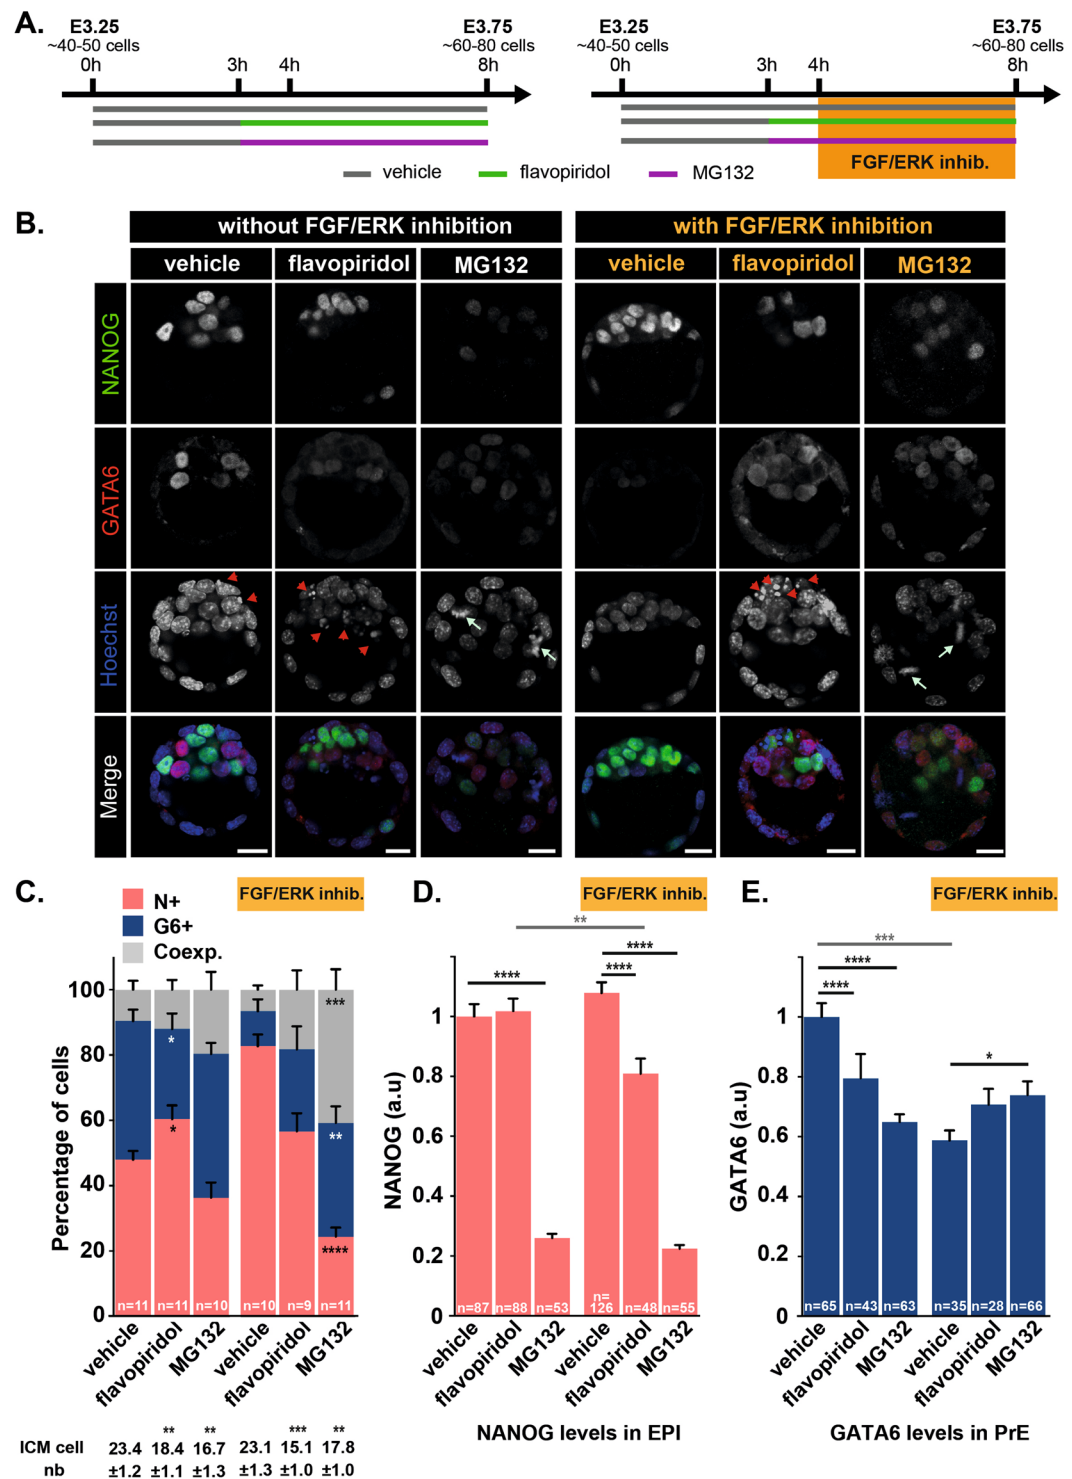 A.
E3.25
~40-50 cells
0h
3h
4h
E3.75
~60-80 cells
8h
E3.25
~40-50 cells
0h
3h
4h
E3.75
~60-80 cells
8h
FGF/ERK inhib.
vehicle
flavopiridol
MG132
B.
without FGF/ERK inhibition
with FGF/ERK inhibition
vehicle
flavopiridol
MG132
vehicle
flavopiridol
MG132
NANOG
GATA6
Hoechst
Merge
C.
N+
G6+
Coexp.
FGF/ERK inhib.
Percentage of cells
100
80
60
40
20
0
*
*
***
**
****
n=11
n=11
n=10
n=10
n=9
n=11
vehicle
flavopiridol
MG132
vehicle
flavopiridol
MG132
** ** *** **
ICM cell 23.4 18.4 16.7 23.1 15.1 17.8
nb ±1.2 ±1.1 ±1.3 ±1.3 ±1.0 ±1.0
D.
FGF/ERK inhib.
**
****
****
****
NANOG (a.u)
1
0.8
0.6
0.4
0.2
0
n=87
n=88
n=53
n=
126
n=48
n=55
vehicle
flavopiridol
MG132
vehicle
flavopiridol
MG132
NANOG levels in EPI
E.
FGF/ERK inhib.
***
****
****
*
GATA6 (a.u)
1
0.8
0.6
0.4
0.2
0
n=65
n=43
n=63
n=35
n=28
n=66
vehicle
flavopiridol
MG132
vehicle
flavopiridol
MG132
GATA6 levels in PrE